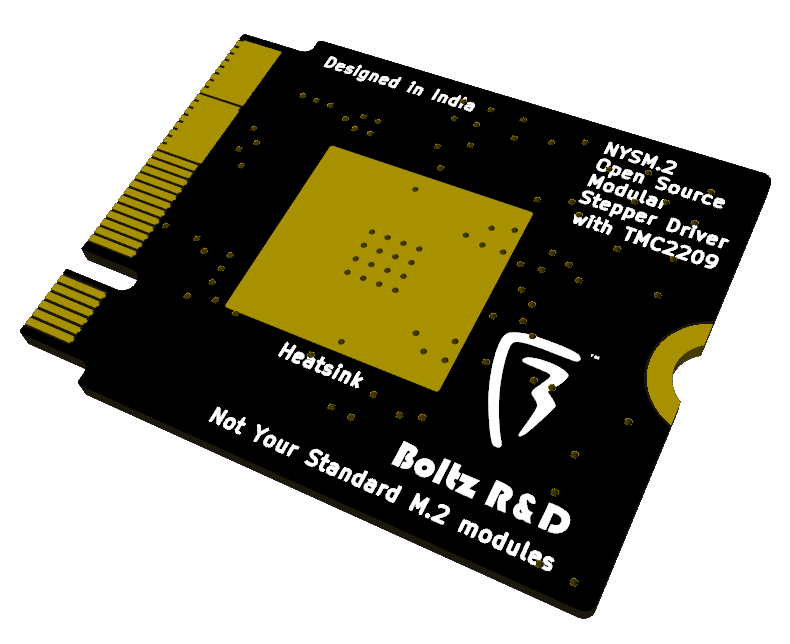 Designed in India
NYSM.2
Open Source
Modular
Stepper Driver
with TMC2209
Heatsink
™
Boltz R&D
Not Your Standard M.2 modules